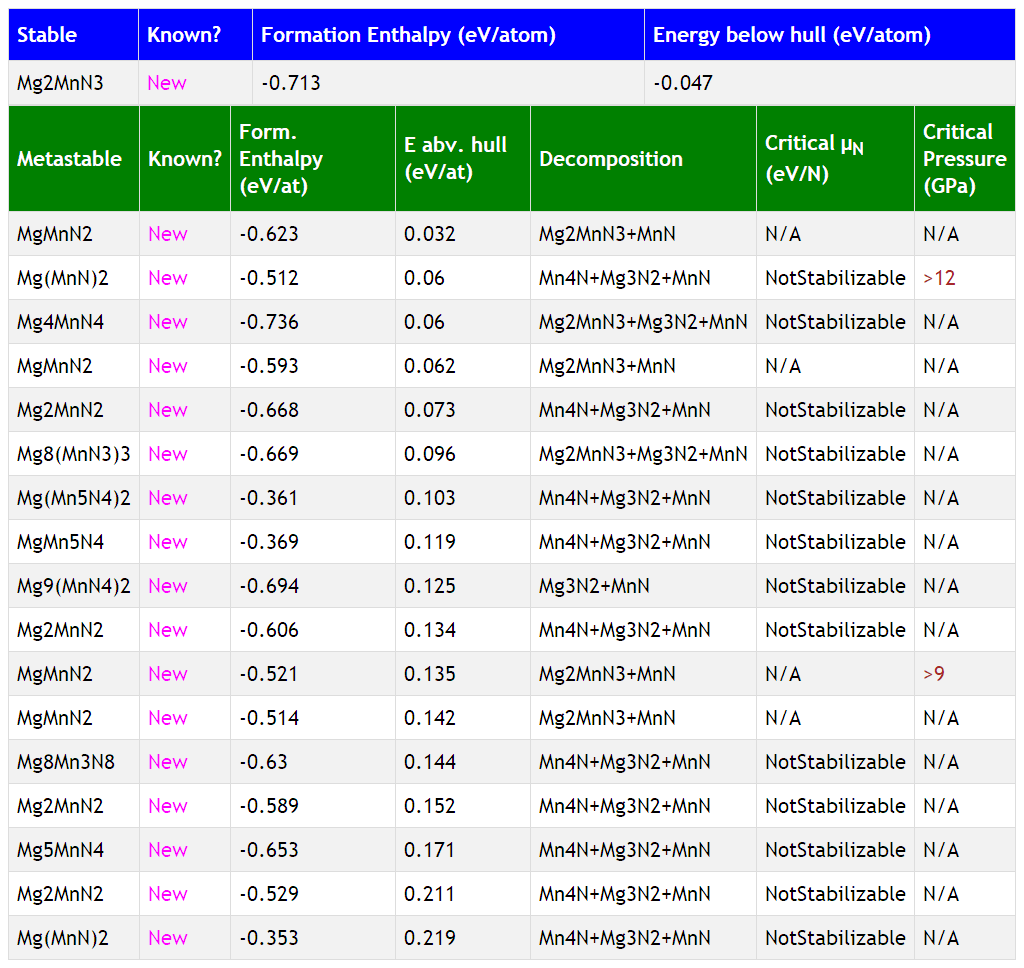 Stable Known? Formation Enthalpy (eV/atom) Energy below hull (eV/atom)
Mg2MnN3 New -0.713 -0.047
Metastable Known? Form. Enthalpy (eV/at) E abv. hull (eV/at) Decomposition Critical μN (eV/N) Critical Pressure (GPa)
MgMnN2 New -0.623 0.032 Mg2MnN3+MnN N/A N/A
Mg(MnN)2 New -0.512 0.06 Mn4N+Mg3N2+MnN NotStabilizable >12
Mg4MnN4 New -0.736 0.06 Mg2MnN3+Mg3N2+MnN NotStabilizable N/A
MgMnN2 New -0.593 0.062 Mg2MnN3+MnN N/A N/A
Mg2MnN2 New -0.668 0.073 Mn4N+Mg3N2+MnN NotStabilizable N/A
Mg8(MnN3)3 New -0.669 0.096 Mg2MnN3+Mg3N2+MnN NotStabilizable N/A
Mg(Mn5N4)2 New -0.361 0.103 Mn4N+Mg3N2+MnN NotStabilizable N/A
MgMn5N4 New -0.369 0.119 Mn4N+Mg3N2+MnN NotStabilizable N/A
Mg9(MnN4)2 New -0.694 0.125 Mg3N2+MnN NotStabilizable N/A
Mg2MnN2 New -0.606 0.134 Mn4N+Mg3N2+MnN NotStabilizable N/A
MgMnN2 New -0.521 0.135 Mg2MnN3+MnN N/A >9
MgMnN2 New -0.514 0.142 Mg2MnN3+MnN N/A N/A
Mg8Mn3N8 New -0.63 0.144 Mn4N+Mg3N2+MnN NotStabilizable N/A
Mg2MnN2 New -0.589 0.152 Mn4N+Mg3N2+MnN NotStabilizable N/A
Mg5MnN4 New -0.653 0.171 Mn4N+Mg3N2+MnN NotStabilizable N/A
Mg2MnN2 New -0.529 0.211 Mn4N+Mg3N2+MnN NotStabilizable N/A
Mg(MnN)2 New -0.353 0.219 Mn4N+Mg3N2+MnN NotStabilizable N/A